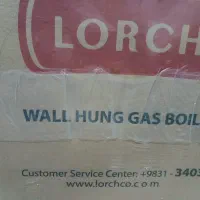 LORCH
WALL HUNG GAS BOIL
Customer Service Center: +9831 - 3403
www.lorchco.com